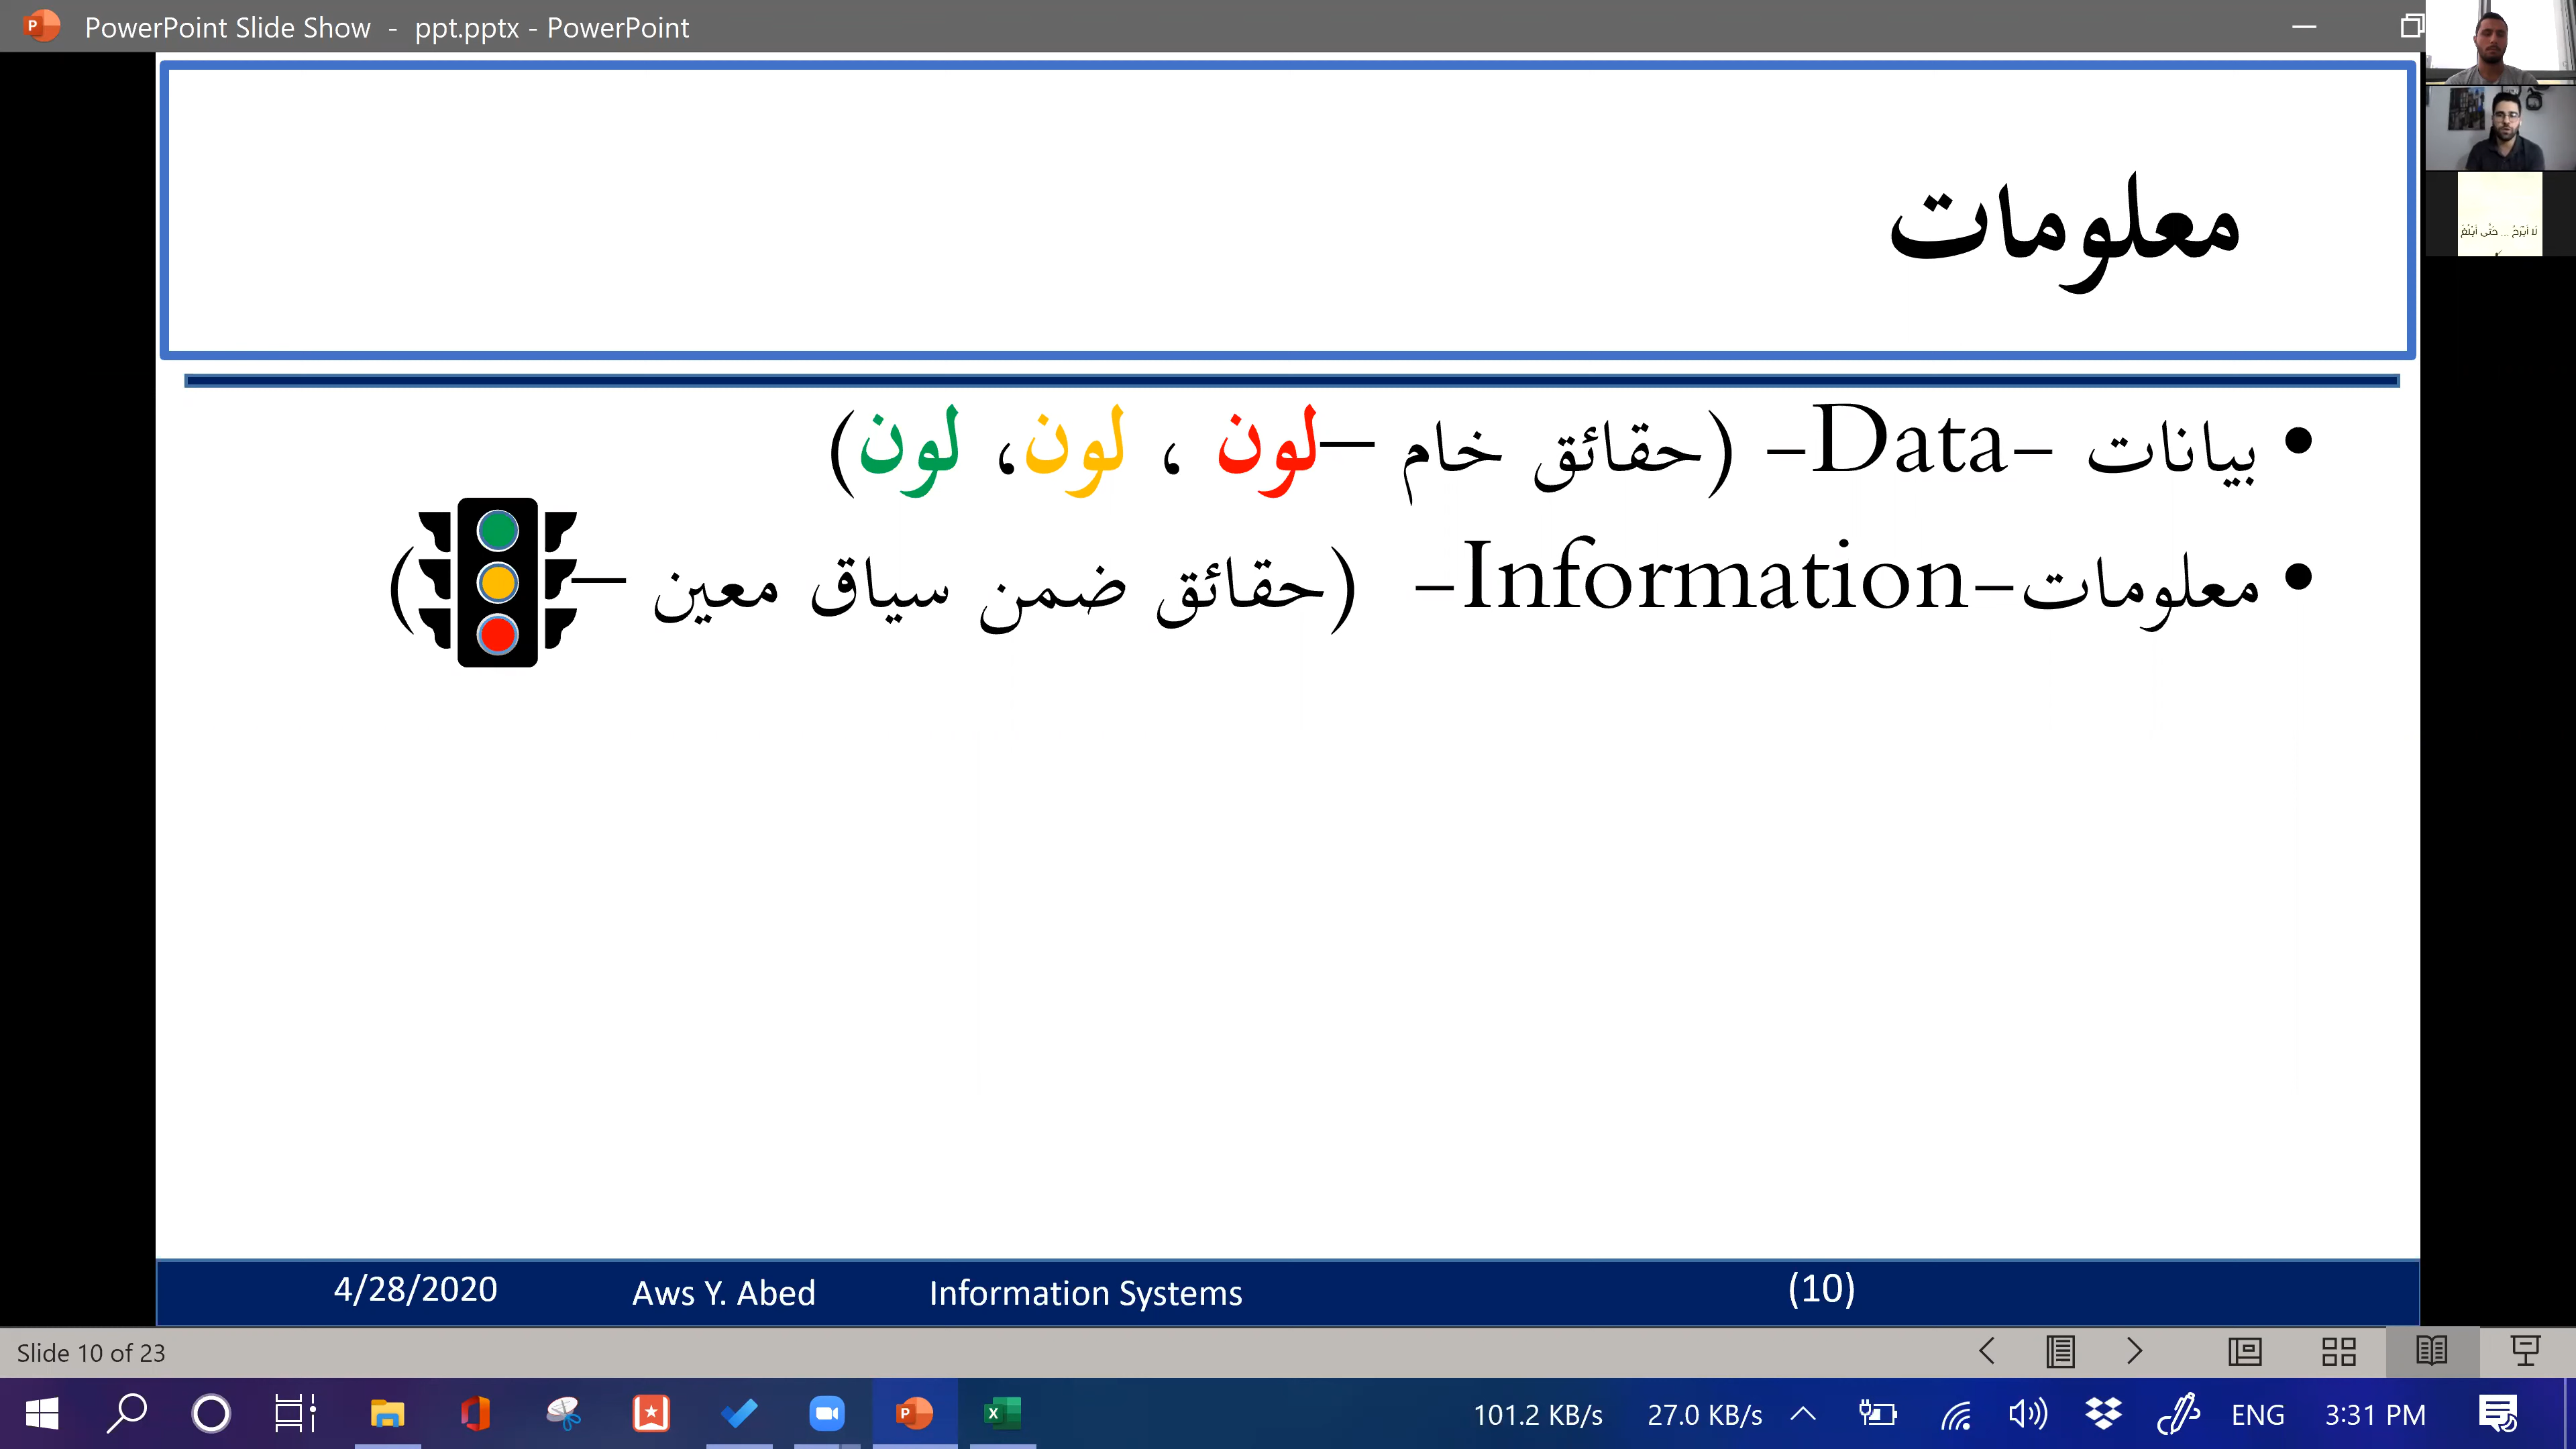 PowerPoint Slide Show - ppt.pptx - PowerPoint
لَا أَبْرَحُ ... حَتَّى أَبْلُغَ
معلومات
• بيانات -Data- (حقائق خام –لون ، لون، لون)
• معلومات-Information- (حقائق ضمن سياق معين –)
4/28/2020 Aws Y. Abed Information Systems (10)
Slide 10 of 23
101.2 KB/s 27.0 KB/s ENG 3:31 PM